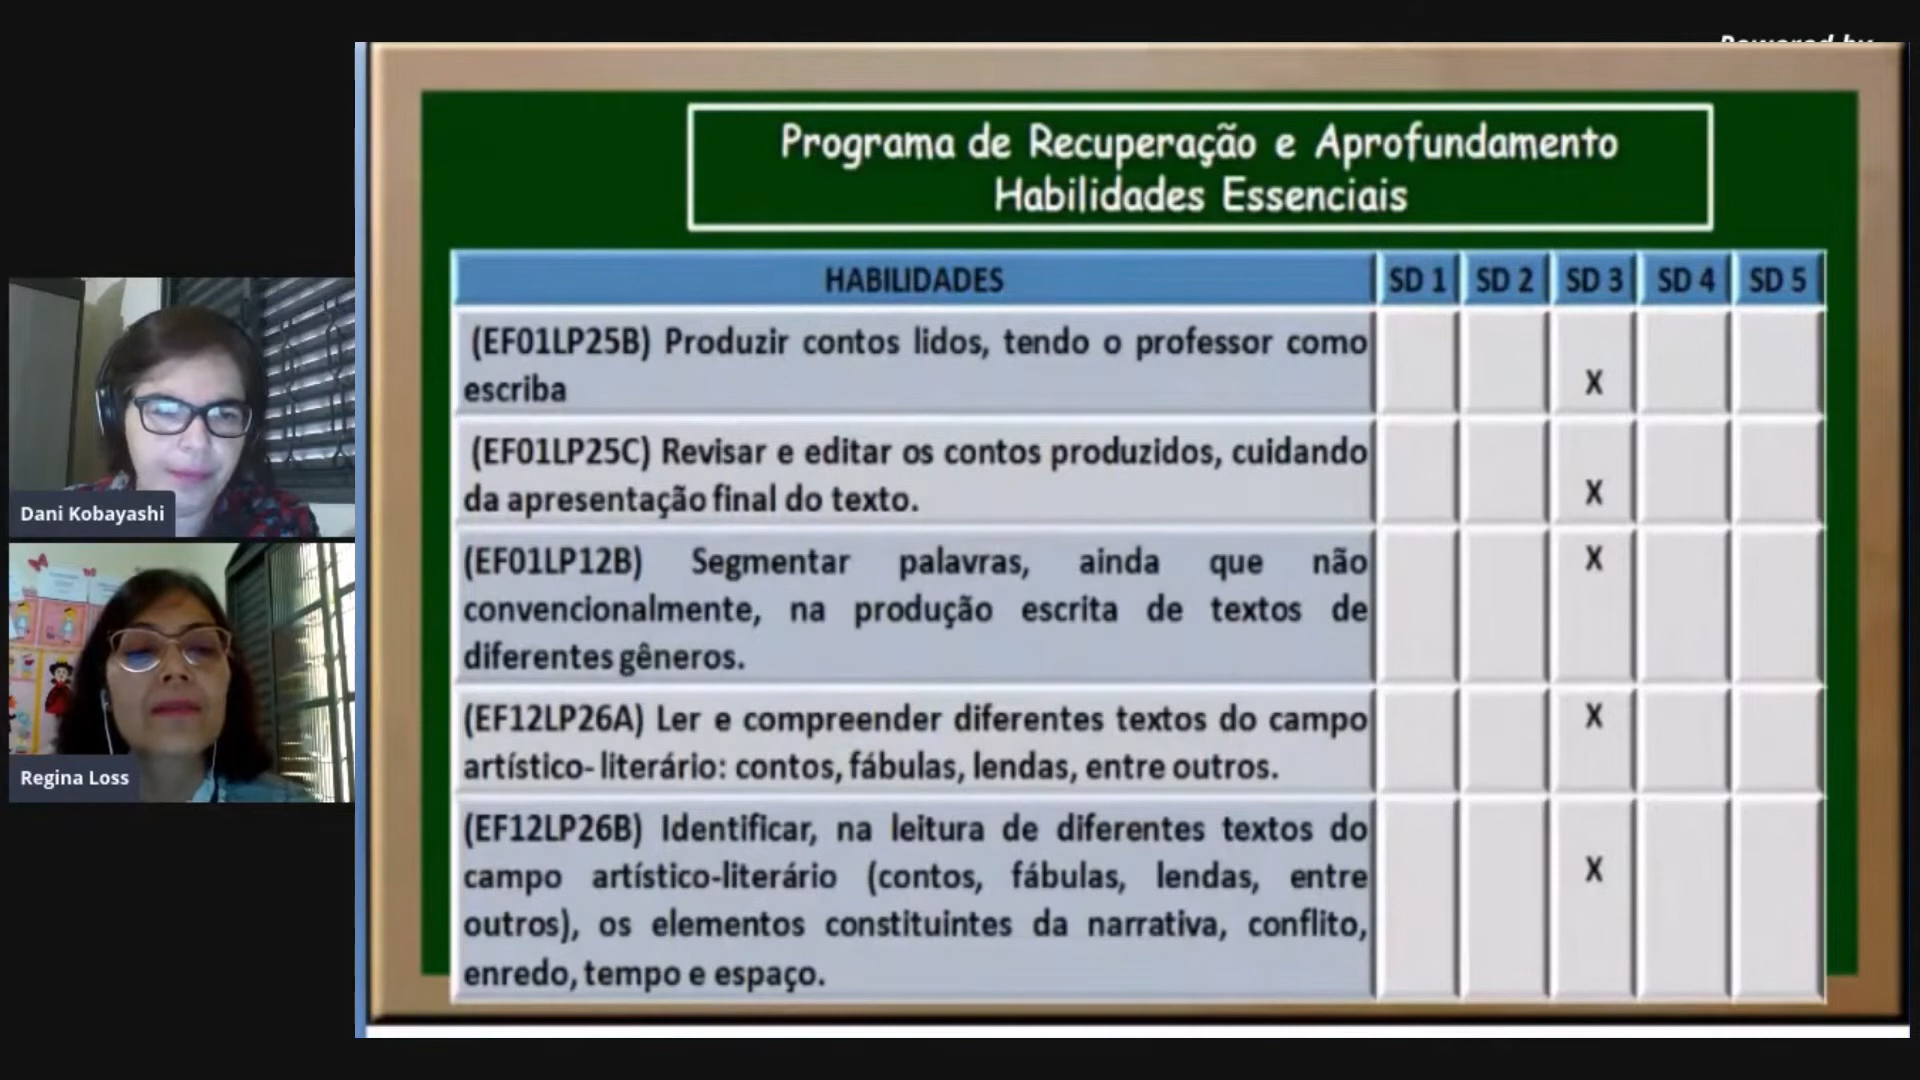 Powered by
Programa de Recuperação e Aprofundamento
Habilidades Essenciais
HABILIDADES SD 1 SD 2 SD 3 SD 4 SD 5
(EF01LP25B) Produzir contos lidos, tendo o professor como
escriba X
(EF01LP25C) Revisar e editar os contos produzidos, cuidando
da apresentação final do texto. X
(EF01LP12B) Segmentar palavras, ainda que não X
convencionalmente, na produção escrita de textos de
diferentes gêneros.
(EF12LP26A) Ler e compreender diferentes textos do campo X
artístico- literário: contos, fábulas, lendas, entre outros.
(EF12LP26B) Identificar, na leitura de diferentes textos do
campo artístico-literário (contos, fábulas, lendas, entre X
outros), os elementos constituintes da narrativa, conflito,
enredo, tempo e espaço.
Dani Kobayashi
Regina Loss